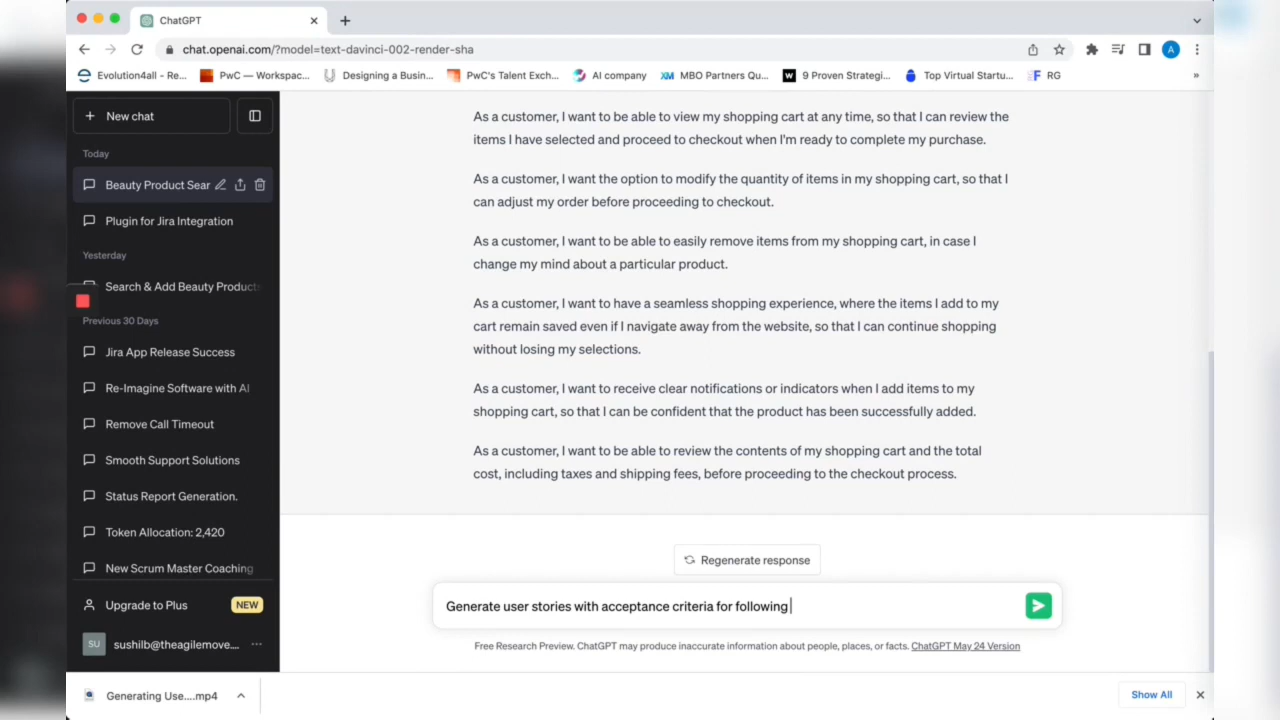 ChatGPT
chat.openai.com/?model=text-davinci-002-render-sha
A
Evolution4all - Re...
PwC — Workspac...
Designing a Busin...
PwC's Talent Exch...
AI company
MBO Partners Qu...
9 Proven Strategi...
Top Virtual Startu...
RG
»
+ New chat
Today
Beauty Product Sear
Plugin for Jira Integration
Yesterday
Search & Add Beauty Products
Previous 30 Days
Jira App Release Success
Re-Imagine Software with AI
Remove Call Timeout
Smooth Support Solutions
Status Report Generation.
Token Allocation: 2,420
New Scrum Master Coaching
Upgrade to Plus NEW
SU sushilb@theagilemove.... ...
As a customer, I want to be able to view my shopping cart at any time, so that I can review the
items I have selected and proceed to checkout when I'm ready to complete my purchase.
As a customer, I want the option to modify the quantity of items in my shopping cart, so that I
can adjust my order before proceeding to checkout.
As a customer, I want to be able to easily remove items from my shopping cart, in case I
change my mind about a particular product.
As a customer, I want to have a seamless shopping experience, where the items I add to my
cart remain saved even if I navigate away from the website, so that I can continue shopping
without losing my selections.
As a customer, I want to receive clear notifications or indicators when I add items to my
shopping cart, so that I can be confident that the product has been successfully added.
As a customer, I want to be able to review the contents of my shopping cart and the total
cost, including taxes and shipping fees, before proceeding to the checkout process.
Regenerate response
Generate user stories with acceptance criteria for following
Free Research Preview. ChatGPT may produce inaccurate information about people, places, or facts. ChatGPT May 24 Version
Generating Use....mp4
Show All